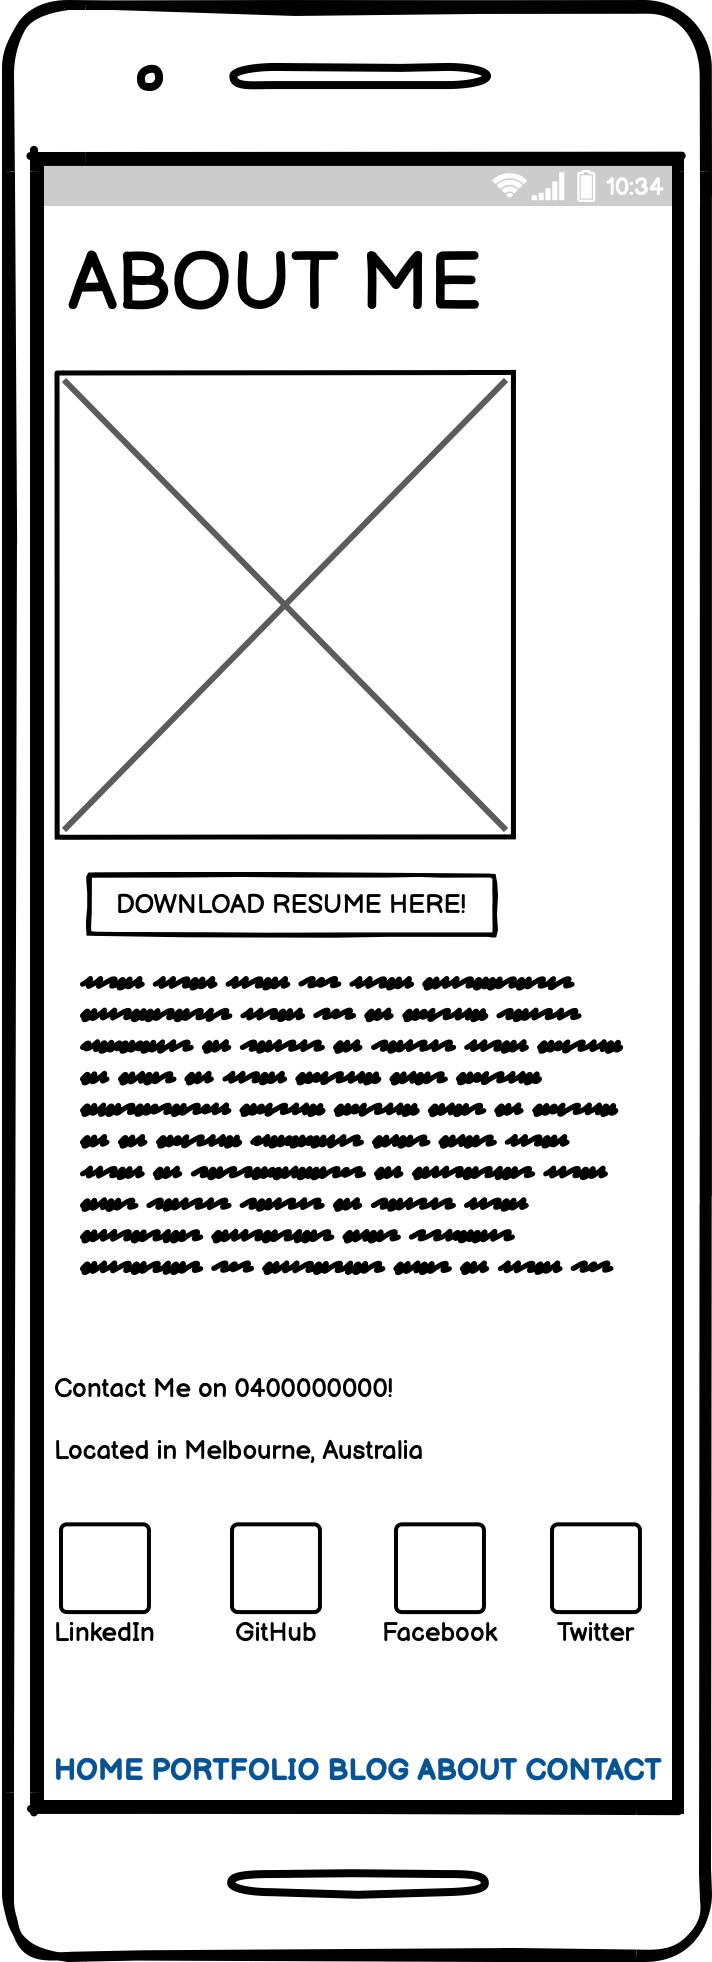 10:34
ABOUT ME
DOWNLOAD RESUME HERE!
Contact Me on 0400000000!
Located in Melbourne, Australia
LinkedIn GitHub Facebook Twitter
HOME PORTFOLIO BLOG ABOUT CONTACT